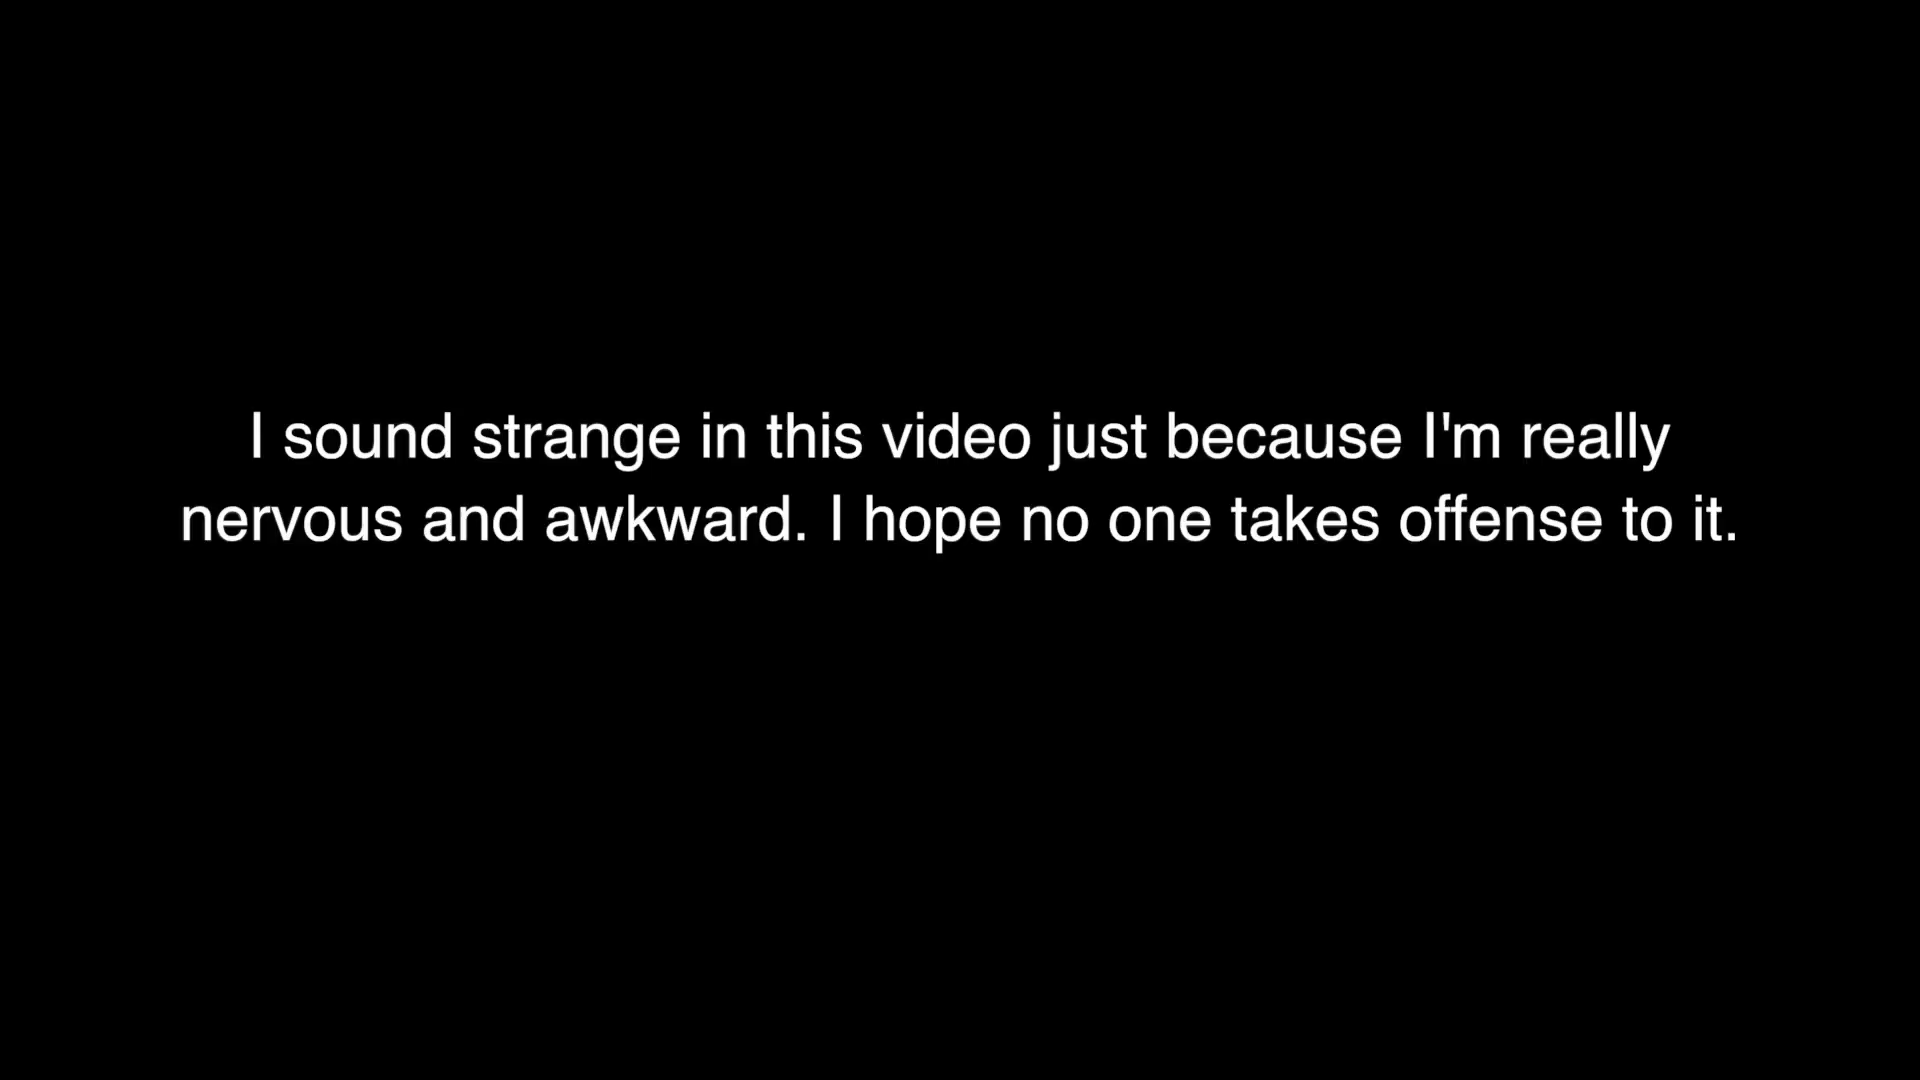 I sound strange in this video just because I'm really
nervous and awkward. I hope no one takes offense to it.